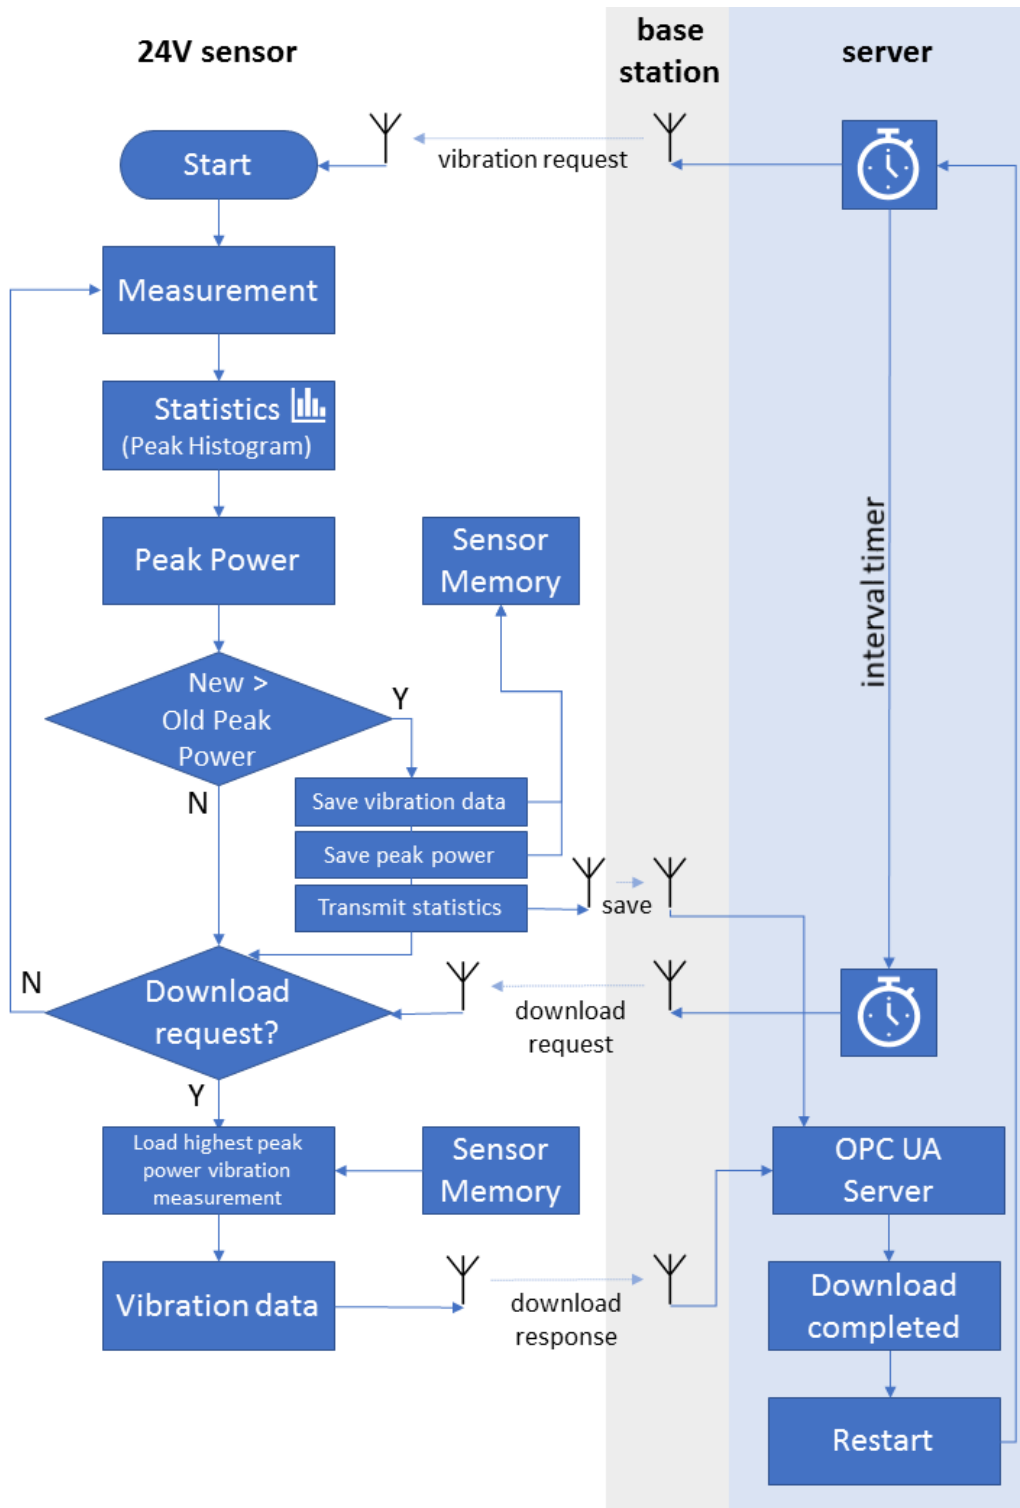 24V sensor
base
station
server
Start
vibration request
Measurement
Statistics
(Peak Histogram)
Peak Power
Sensor
Memory
interval timer
New >
Old Peak
Power
Y
N
Save vibration data
Save peak power
Transmit statistics
save
N
Download
request?
download
request
Y
Load highest peak
power vibration
measurement
Sensor
Memory
OPC UA
Server
Vibration data
download
response
Download
completed
Restart